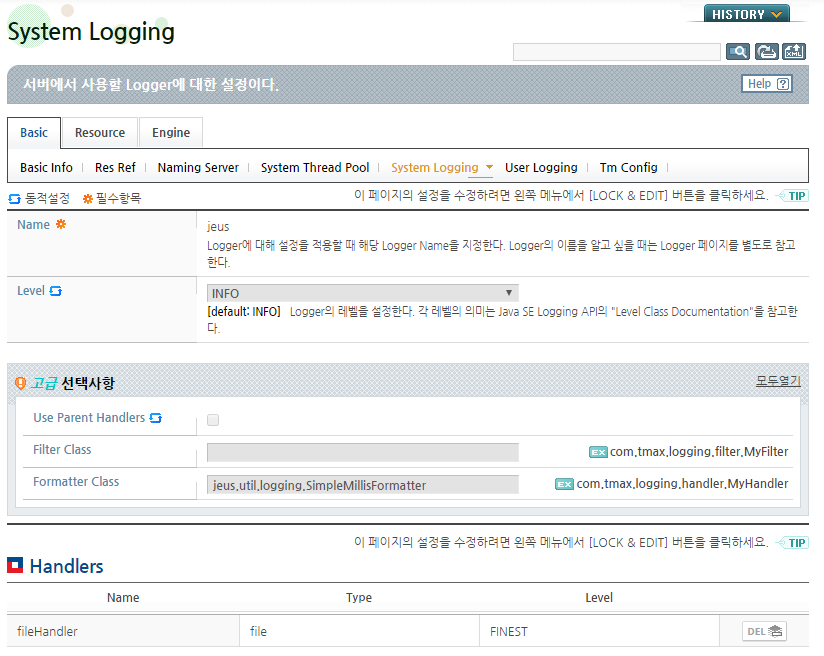 HISTORY
System Logging
XML
서버에서 사용할 Logger에 대한 설정이다.
Help ?
Basic Resource Engine
Basic Info Res Ref Naming Server System Thread Pool System Logging User Logging Tm Config
동적설정 필수항목 이 페이지의 설정을 수정하려면 왼쪽 메뉴에서 [LOCK & EDIT] 버튼을 클릭하세요. TIP
Name jeus
Logger에 대해 설정을 적용할 때 해당 Logger Name을 지정한다. Logger의 이름을 알고 싶을 때는 Logger 페이지를 별도로 참고
한다.
Level INFO
[default: INFO] Logger의 레벨을 설정한다. 각 레벨의 의미는 Java SE Logging API의 "Level Class Documentation"을 참고한
다.
고급 선택사항 모두열기
Use Parent Handlers
Filter Class EX com.tmax.logging.filter.MyFilter
Formatter Class jeus.util.logging.SimpleMillisFormatter EX com.tmax.logging.handler.MyHandler
이 페이지의 설정을 수정하려면 왼쪽 메뉴에서 [LOCK & EDIT] 버튼을 클릭하세요. TIP
Handlers
Name Type Level
fileHandler file FINEST DEL